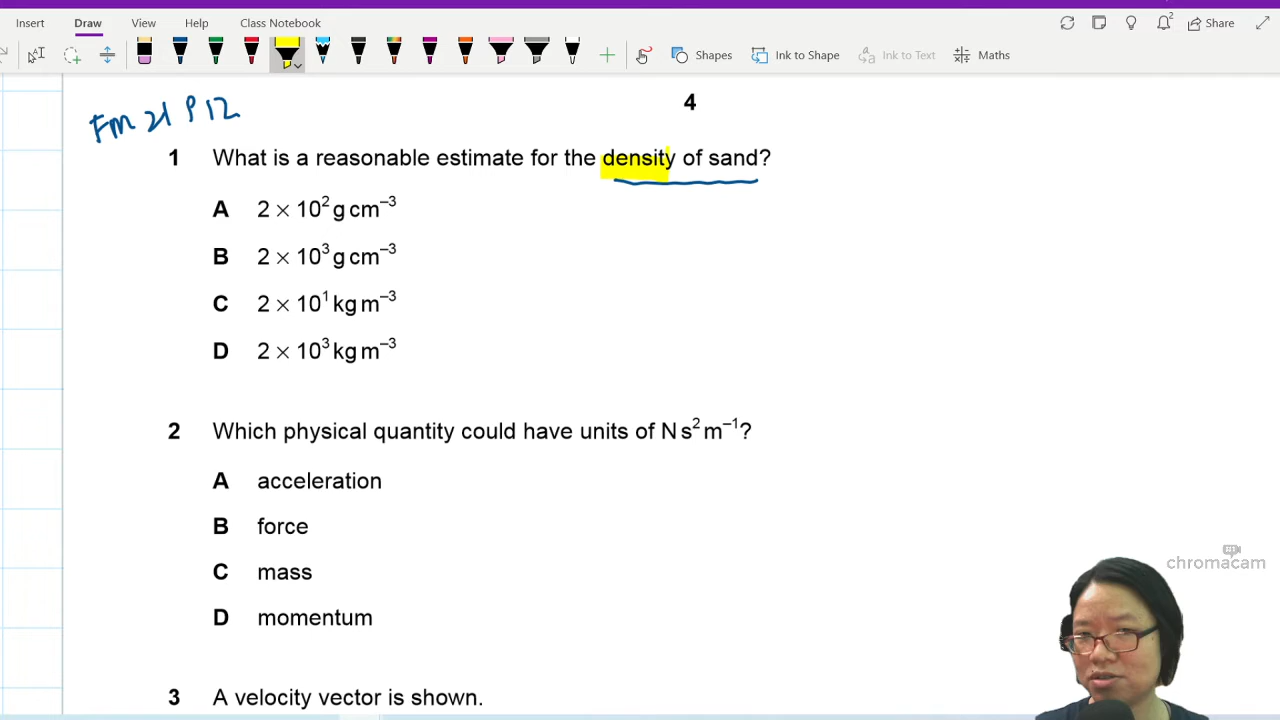 Insert Draw View Help Class Notebook Share
Shapes Ink to Shape Ink to Text Maths
FM 21 P12
4
1 What is a reasonable estimate for the density of sand?
A 2 × 10² g cm⁻³
B 2 × 10³ g cm⁻³
C 2 × 10¹ kg m⁻³
D 2 × 10³ kg m⁻³
2 Which physical quantity could have units of N s² m⁻¹?
A acceleration
B force
C mass
D momentum
3 A velocity vector is shown.
chromacam